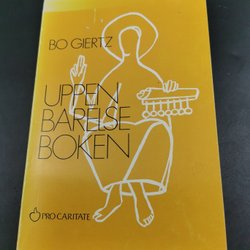 BO GIERTZ
UPPEN
BARELSE
BOKEN
PRO CARITATE